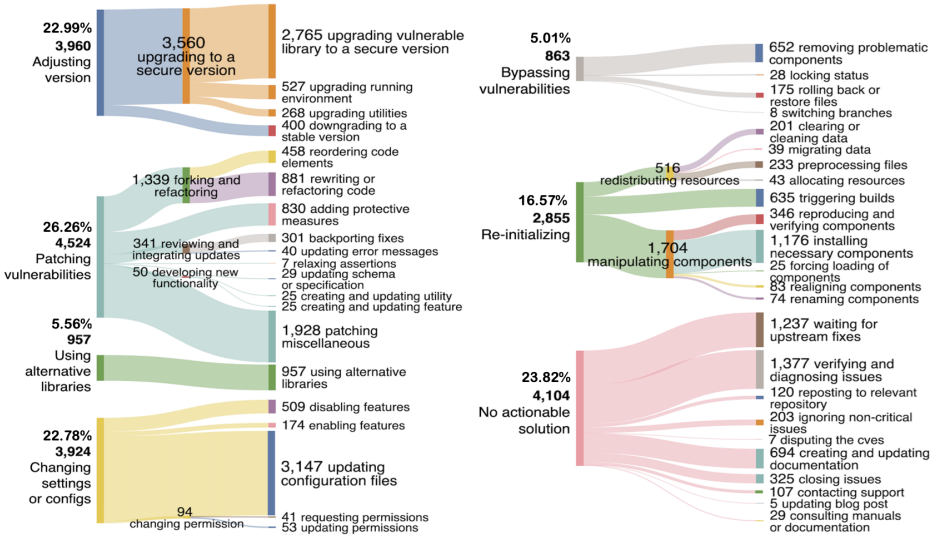 22.99%
3,960
Adjusting
version
3,560
upgrading to a
secure version
2,765 upgrading vulnerable
library to a secure version
527 upgrading running
environment
268 upgrading utilities
400 downgrading to a
stable version
26.26%
4,524
Patching
vulnerabilities
1,339 forking and
refactoring
458 reordering code
elements
881 rewriting or
refactoring code
830 adding protective
measures
341 reviewing and
integrating updates
301 backporting fixes
40 updating error messages
7 relaxing assertions
50 developing new
functionality
29 updating schema
or specification
25 creating and updating utility
25 creating and updating feature
1,928 patching
miscellaneous
5.56%
957
Using
alternative
libraries
957 using alternative
libraries
22.78%
3,924
Changing
settings
or configs
509 disabling features
174 enabling features
3,147 updating
configuration files
94
changing permission
41 requesting permissions
53 updating permissions
5.01%
863
Bypassing
vulnerabilities
652 removing problematic
components
28 locking status
175 rolling back or
restore files
8 switching branches
16.57%
2,855
Re-initializing
516
redistributing resources
201 clearing or
cleaning data
39 migrating data
233 preprocessing files
43 allocating resources
635 triggering builds
1,704
manipulating components
346 reproducing and
verifying components
1,176 installing
necessary components
25 forcing loading of
components
83 realigning components
74 renaming components
23.82%
4,104
No actionable
solution
1,237 waiting for
upstream fixes
1,377 verifying and
diagnosing issues
120 reposting to relevant
repository
203 ignoring non-critical
issues
7 disputing the cves
694 creating and updating
documentation
325 closing issues
107 contacting support
5 updating blog post
29 consulting manuals
or documentation